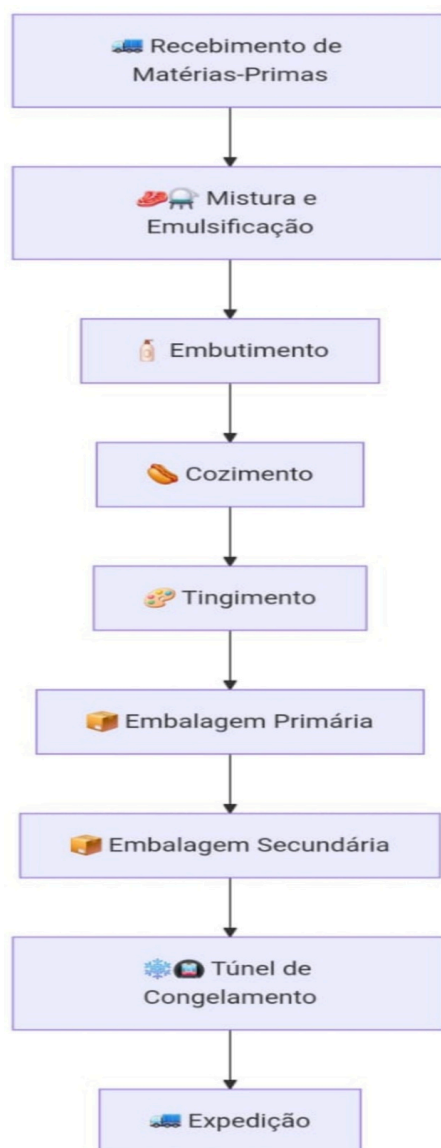 Recebimento de
Matérias-Primas
Mistura e
Emulsificação
Embutimento
Cozimento
Tingimento
Embalagem Primária
Embalagem Secundária
Túnel de
Congelamento
Expedição